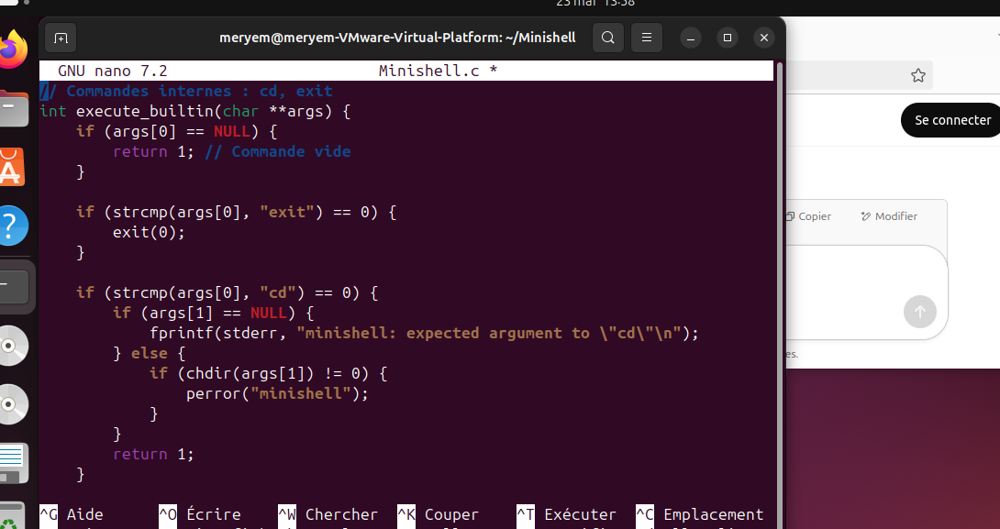 23 mar 13:58
meryem@meryem-VMware-Virtual-Platform: ~/Minishell
GNU nano 7.2 Minishell.c *
// Commandes internes : cd, exit
int execute_builtin(char **args) {
if (args[0] == NULL) {
return 1; // Commande vide
}
if (strcmp(args[0], "exit") == 0) {
exit(0);
}
if (strcmp(args[0], "cd") == 0) {
if (args[1] == NULL) {
fprintf(stderr, "minishell: expected argument to \"cd\"\n");
} else {
if (chdir(args[1]) != 0) {
perror("minishell");
}
}
return 1;
}
^G Aide ^O Écrire ^W Chercher ^K Couper ^T Exécuter ^C Emplacement
Se connecter
Copier Modifier
es.